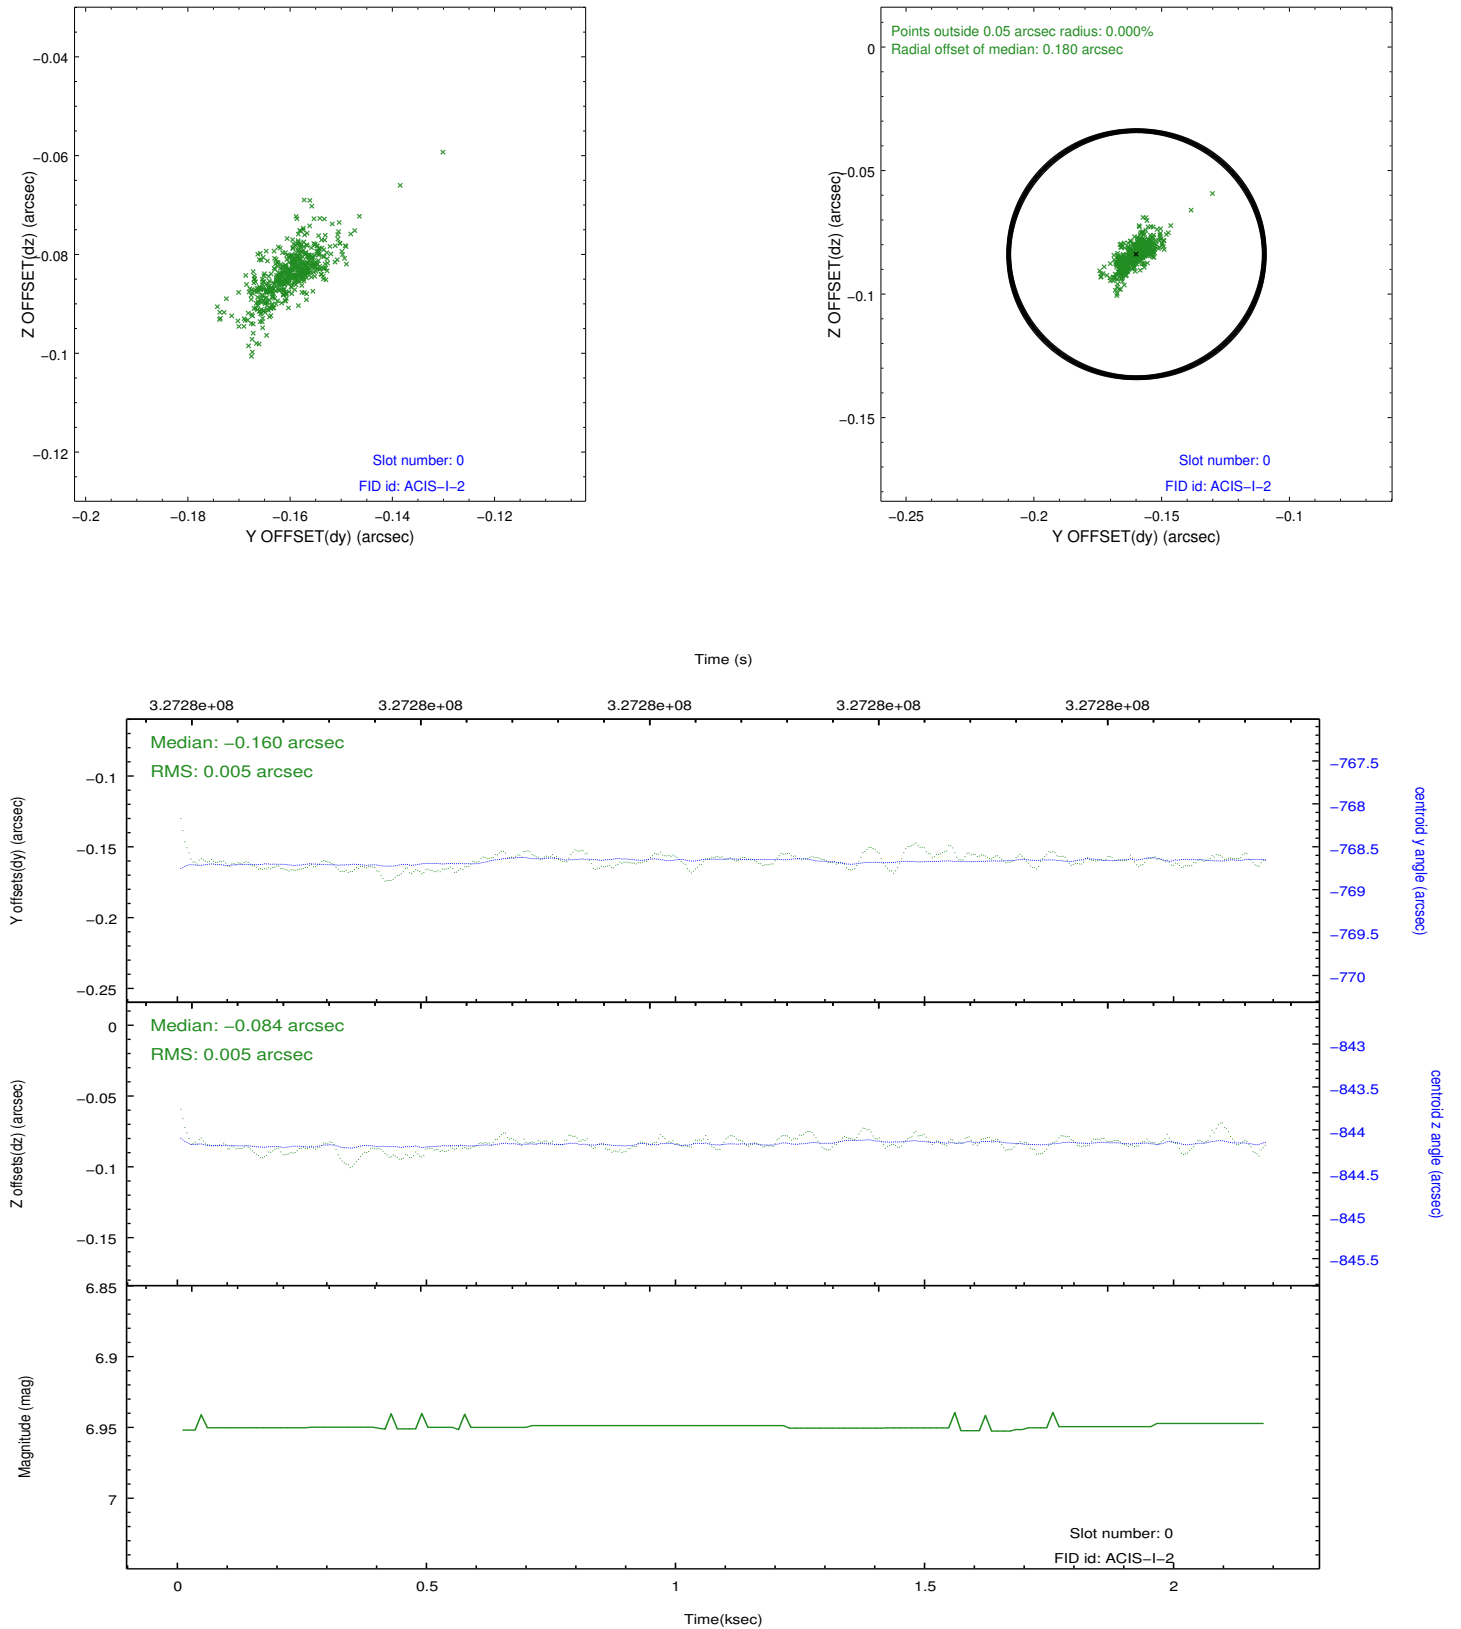 −0.04
−0.06
−0.08
−0.1
−0.12
Z OFFSET(dz) (arcsec)
Slot number: 0
FID id: ACIS−I−2
−0.2
−0.18
−0.16
−0.14
−0.12
Y OFFSET(dy) (arcsec)
Points outside 0.05 arcsec radius: 0.000%
Radial offset of median: 0.180 arcsec
0
−0.05
−0.1
−0.15
Z OFFSET(dz) (arcsec)
Slot number: 0
FID id: ACIS−I−2
−0.25
−0.2
−0.15
−0.1
Y OFFSET(dy) (arcsec)
Time (s)
3.2728e+08
3.2728e+08
3.2728e+08
3.2728e+08
3.2728e+08
Median: −0.160 arcsec
RMS: 0.005 arcsec
−0.1
−0.15
−0.2
−0.25
Y offsets(dy) (arcsec)
−767.5
−768
−768.5
−769
−769.5
−770
centroid y angle (arcsec)
Median: −0.084 arcsec
RMS: 0.005 arcsec
0
−0.05
−0.1
−0.15
Z offsets(dz) (arcsec)
−843
−843.5
−844
−844.5
−845
−845.5
centroid z angle (arcsec)
6.85
6.9
6.95
7
Magnitude (mag)
Slot number: 0
FID id: ACIS−I−2
0
0.5
1
1.5
2
Time(ksec)